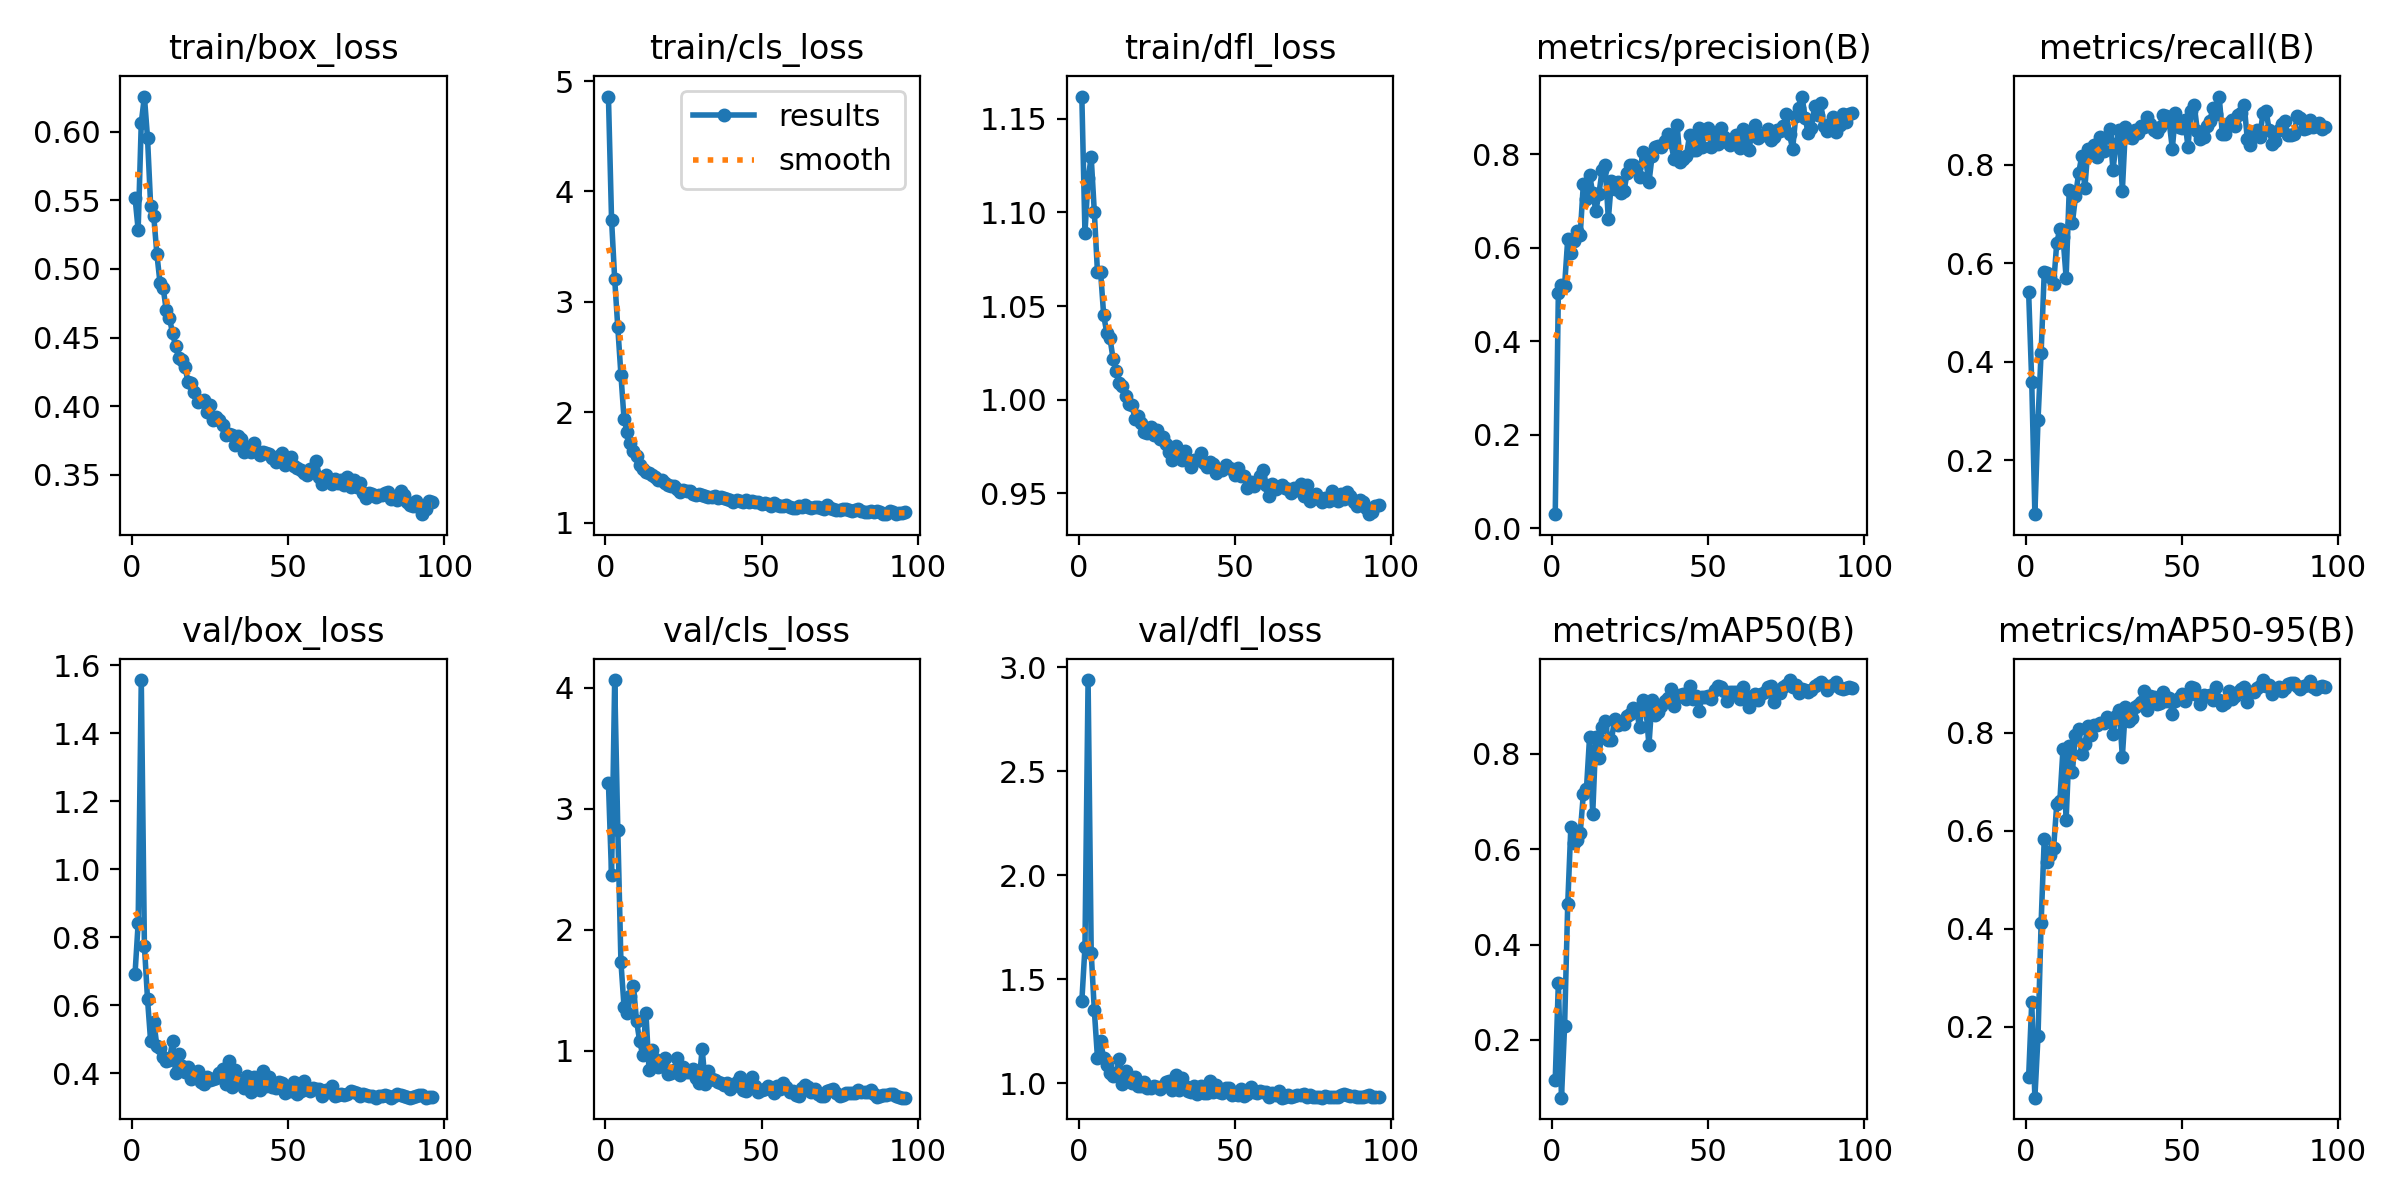 train/box_loss
0.60
0.55
0.50
0.45
0.40
0.35
0 50 100
train/cls_loss
results
smooth
5
4
3
2
1
0 50 100
train/dfl_loss
1.15
1.10
1.05
1.00
0.95
0 50 100
metrics/precision(B)
0.8
0.6
0.4
0.2
0.0
0 50 100
metrics/recall(B)
0.8
0.6
0.4
0.2
0 50 100
val/box_loss
1.6
1.4
1.2
1.0
0.8
0.6
0.4
0 50 100
val/cls_loss
4
3
2
1
0 50 100
val/dfl_loss
3.0
2.5
2.0
1.5
1.0
0 50 100
metrics/mAP50(B)
0.8
0.6
0.4
0.2
0 50 100
metrics/mAP50-95(B)
0.8
0.6
0.4
0.2
0 50 100